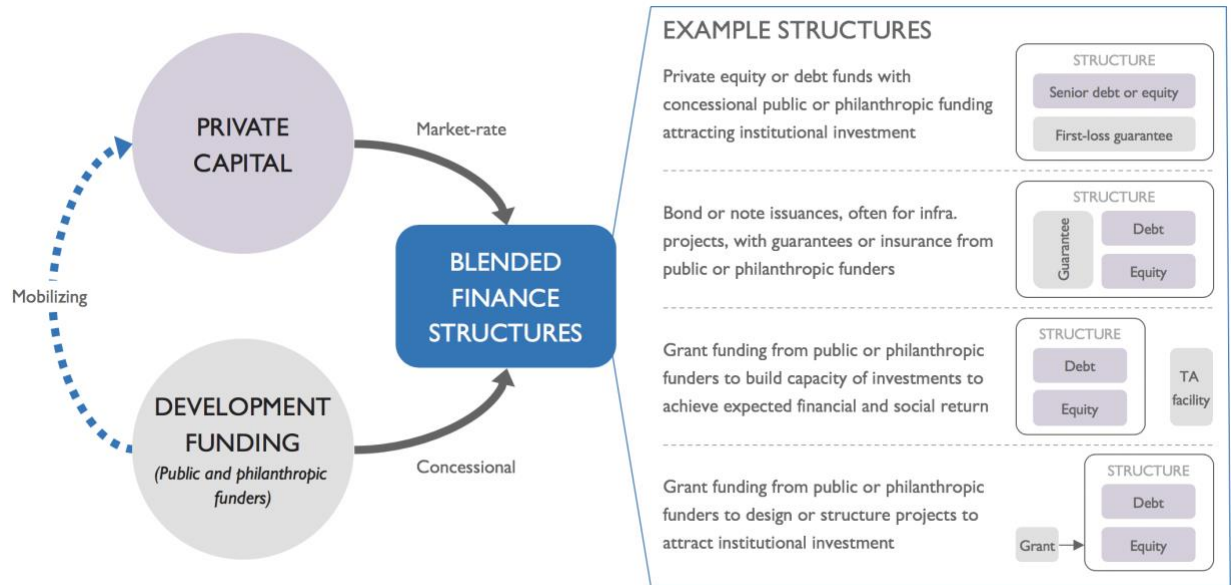 PRIVATE
CAPITAL
Market-rate
Mobilizing
BLENDED
FINANCE
STRUCTURES
DEVELOPMENT
FUNDING
(Public and philanthropic
funders)
Concessional
EXAMPLE STRUCTURES
Private equity or debt funds with
concessional public or philanthropic funding
attracting institutional investment
STRUCTURE
Senior debt or equity
First-loss guarantee
Bond or note issuances, often for infra.
projects, with guarantees or insurance from
public or philanthropic funders
STRUCTURE
Guarantee
Debt
Equity
Grant funding from public or philanthropic
funders to build capacity of investments to
achieve expected financial and social return
STRUCTURE
Debt
Equity
TA
facility
Grant funding from public or philanthropic
funders to design or structure projects to
attract institutional investment
STRUCTURE
Debt
Grant
Equity